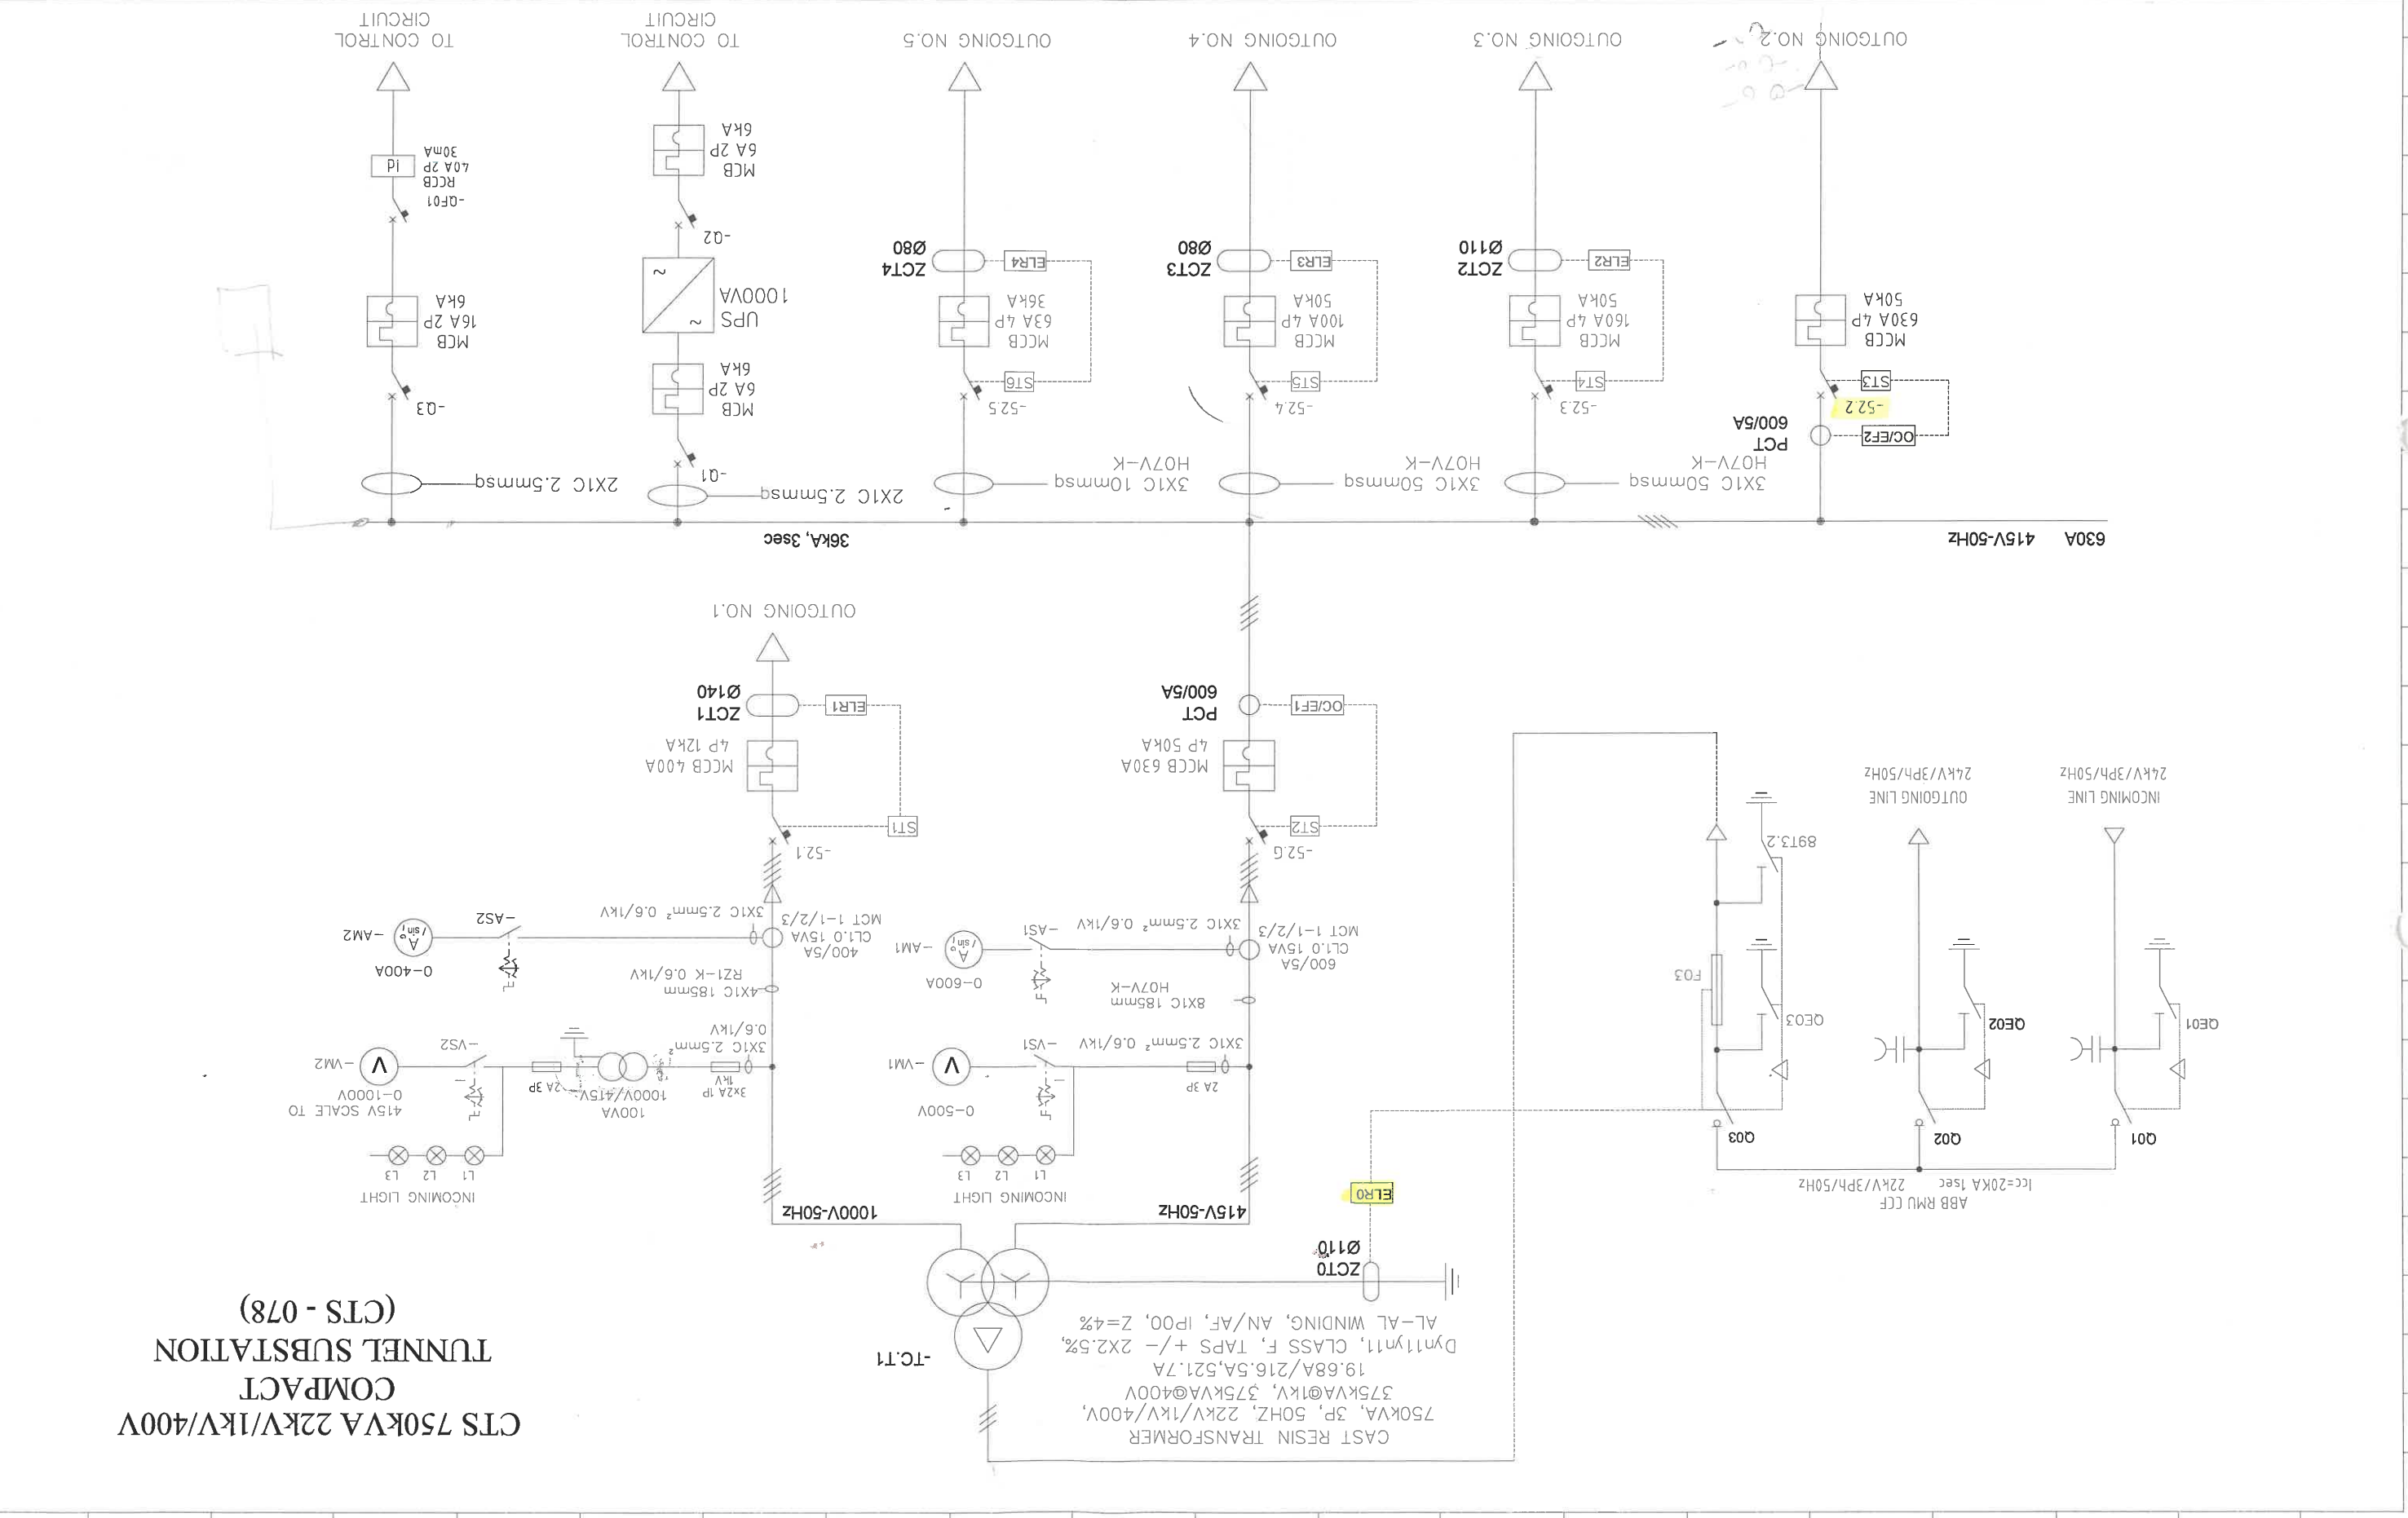 CAST RESIN TRANSFORMER
750kVA, 3P, 50HZ, 22kV/1kV/400V,
375kVA@1kV, 375kVA@400V
19.68A/216.5A,521.7A
Dyn11yn11, CLASS F, TAPS +/- 2X2.5%,
AL-AL WINDING, AN/AF, IP00, Z=4%
-TC.T1
CTS 750kVA 22kV/1kV/400V
COMPACT
TUNNEL SUBSTATION
(CTS - 078)
ZCT0
Ø110
ELR0
ABB RMU CCF
Icc=20KA 1sec 22kV/3Ph/50Hz
Q01
Q02
Q03
QE01
QE02
QE03
F03
89T3.2
INCOMING LINE
24kV/3Ph/50Hz
OUTGOING LINE
24kV/3Ph/50Hz
415V-50Hz
INCOMING LIGHT
L1 L2 L3
2A 3P
3X1C 2.5mm² 0.6/1kV
-VS1
0-500V
V
-VM1
8X1C 185mm
H07V-K
600/5A
CL1.0 15VA
MCT 1-1/2/3
3X1C 2.5mm² 0.6/1kV
-AS1
0-600A
A
-AM1
-52.G
ST2
MCCB 630A
4P 50kA
OC/EF1
PCT
600/5A
1000V-50Hz
INCOMING LIGHT
L1 L2 L3
3x2A 1P
1kV
3X1C 2.5mm²
0.6/1kV
100VA
1000V/415V
2A 3P
-VS2
415V SCALE TO
0-1000V
V
-VM2
4X1C 185mm
RZ1-K 0.6/1kV
400/5A
CL1.0 15VA
MCT 1-1/2/3
3X1C 2.5mm² 0.6/1kV
-AS2
0-400A
A
-AM2
-52.1
ST1
MCCB 400A
4P 12kA
ELR1
ZCT1
Ø140
OUTGOING NO.1
630A 415V-50Hz
36kA, 3sec
OC/EF2
PCT
600/5A
-52.2
ST3
MCCB
630A 4P
50kA
OUTGOING NO.2
3X1C 50mmsq
H07V-K
-52.3
ST4
MCCB
160A 4P
50kA
ELR2
ZCT2
Ø110
OUTGOING NO.3
3X1C 50mmsq
H07V-K
-52.4
ST5
MCCB
100A 4P
50kA
ELR3
ZCT3
Ø80
OUTGOING NO.4
3X1C 10mmsq
H07V-K
-52.5
ST6
MCCB
63A 4P
36kA
ELR4
ZCT4
Ø80
OUTGOING NO.5
2X1C 2.5mmsq
-Q1
MCB
6A 2P
6kA
UPS
1000VA
-Q2
MCB
6A 2P
6kA
TO CONTROL
CIRCUIT
2X1C 2.5mmsq
-Q3
MCB
16A 2P
6kA
-QF01
RCCB
40A 2P
30mA
Id
TO CONTROL
CIRCUIT